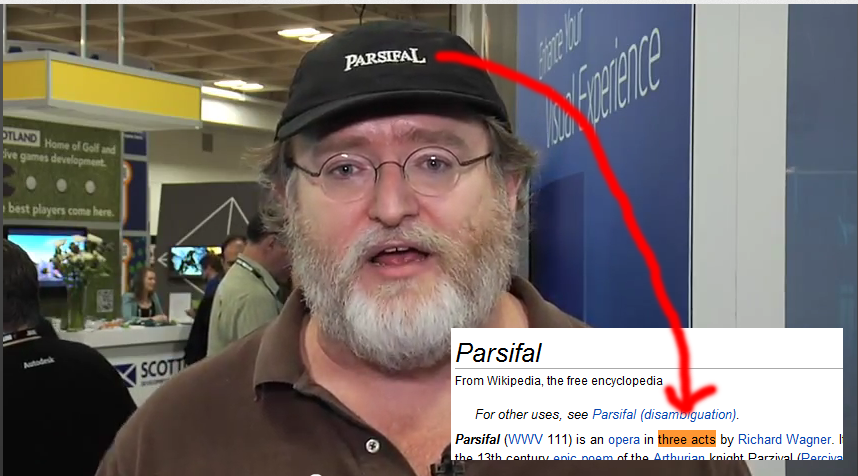 PARSIFAL
Enhance Your
Visual Experience
OTLAND Home of Golf and
ive games development.
best players come here.
Autodesk
SCOTT
Parsifal
From Wikipedia, the free encyclopedia
For other uses, see Parsifal (disambiguation).
Parsifal (WWV 111) is an opera in three acts by Richard Wagner. It
the 13th century epic poem of the Arthurian knight Parzival (Percival